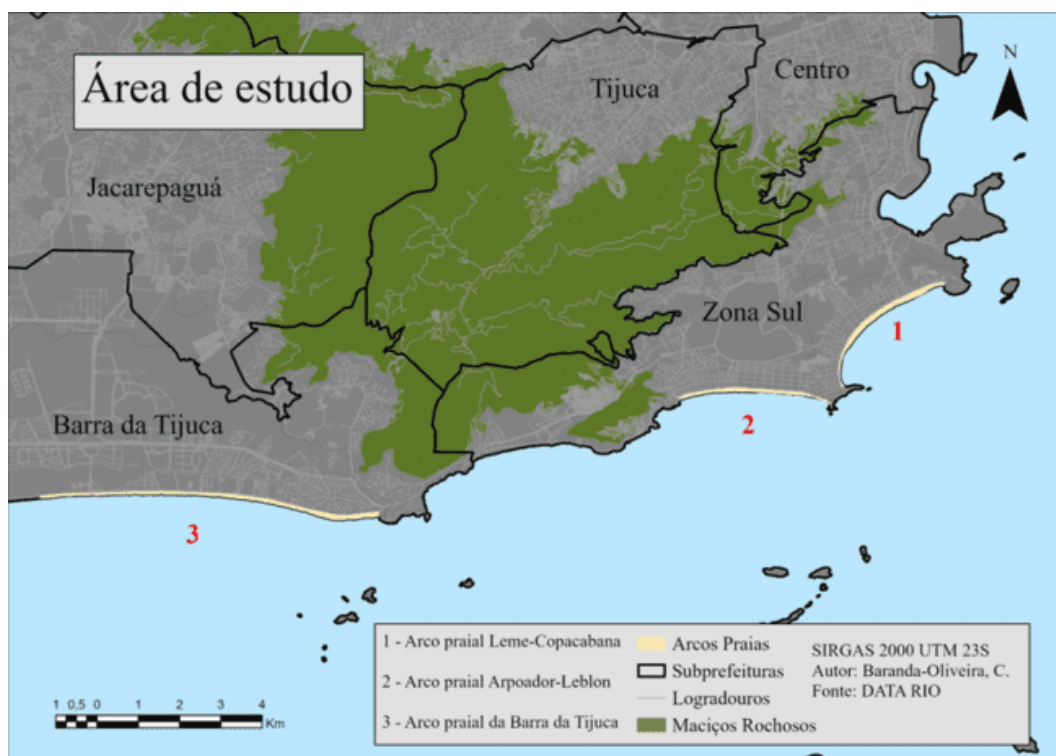 Área de estudo
N
Centro
Tijuca
Jacarepaguá
Zona Sul
1
2
Barra da Tijuca
3
1 - Arco praial Leme-Copacabana
2 - Arco praial Arpoador-Leblon
3 - Arco praial da Barra da Tijuca
Arcos Praias
Subprefeituras
Logradouros
Maciços Rochosos
SIRGAS 2000 UTM 23S
Autor: Baranda-Oliveira, C.
Fonte: DATA RIO
1 0.5 0 1 2 3 4
Km